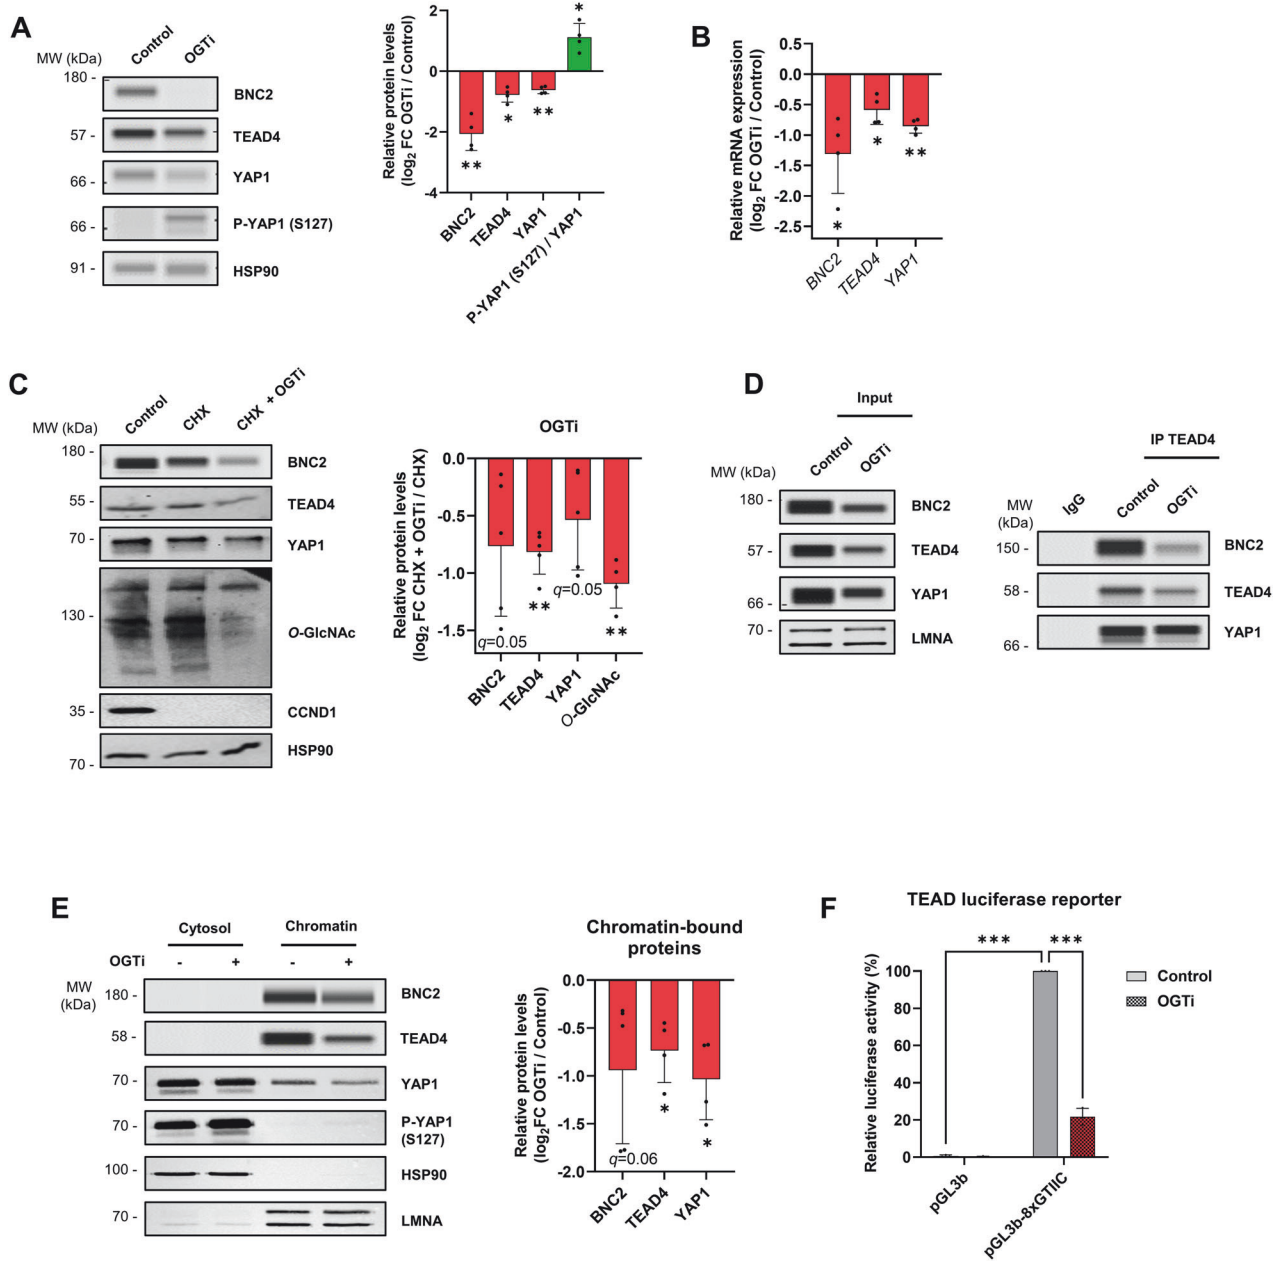 A
MW (kDa)
Control
OGTi
180 -
BNC2
57 -
TEAD4
66 -
YAP1
66 -
P-YAP1 (S127)
91 -
HSP90
Relative protein levels
(log2 FC OGTi / Control)
2
0
-2
-4
**
*
**
*
BNC2
TEAD4
YAP1
P-YAP1 (S127) / YAP1
B
Relative mRNA expression
(log2 FC OGTi / Control)
0.5
0.0
-0.5
-1.0
-1.5
-2.0
-2.5
*
*
**
BNC2
TEAD4
YAP1
C
MW (kDa)
Control
CHX
CHX + OGTi
180 -
BNC2
55 -
TEAD4
70 -
YAP1
130 -
O-GlcNAc
35 -
CCND1
70 -
HSP90
OGTi
Relative protein levels
(log2 FC CHX + OGTi / CHX)
0.0
-0.5
-1.0
-1.5
q=0.05
**
q=0.05
**
BNC2
TEAD4
YAP1
O-GlcNAc
D
Input
MW (kDa)
Control
OGTi
180 -
BNC2
57 -
TEAD4
66 -
YAP1
70 -
LMNA
IP TEAD4
MW
(kDa)
IgG
Control
OGTi
150 -
BNC2
58 -
TEAD4
66 -
YAP1
E
Cytosol
Chromatin
OGTi
-
+
-
+
MW
(kDa)
180 -
BNC2
58 -
TEAD4
70 -
YAP1
70 -
P-YAP1
(S127)
100 -
HSP90
70 -
LMNA
Chromatin-bound
proteins
Relative protein levels
(log2FC OGTi / Control)
0.0
-0.5
-1.0
-1.5
-2.0
q=0.06
*
*
BNC2
TEAD4
YAP1
F
TEAD luciferase reporter
Relative luciferase activity (%)
100
80
60
40
20
0
***
***
pGL3b
pGL3b-8xGTIIC
Control
OGTi